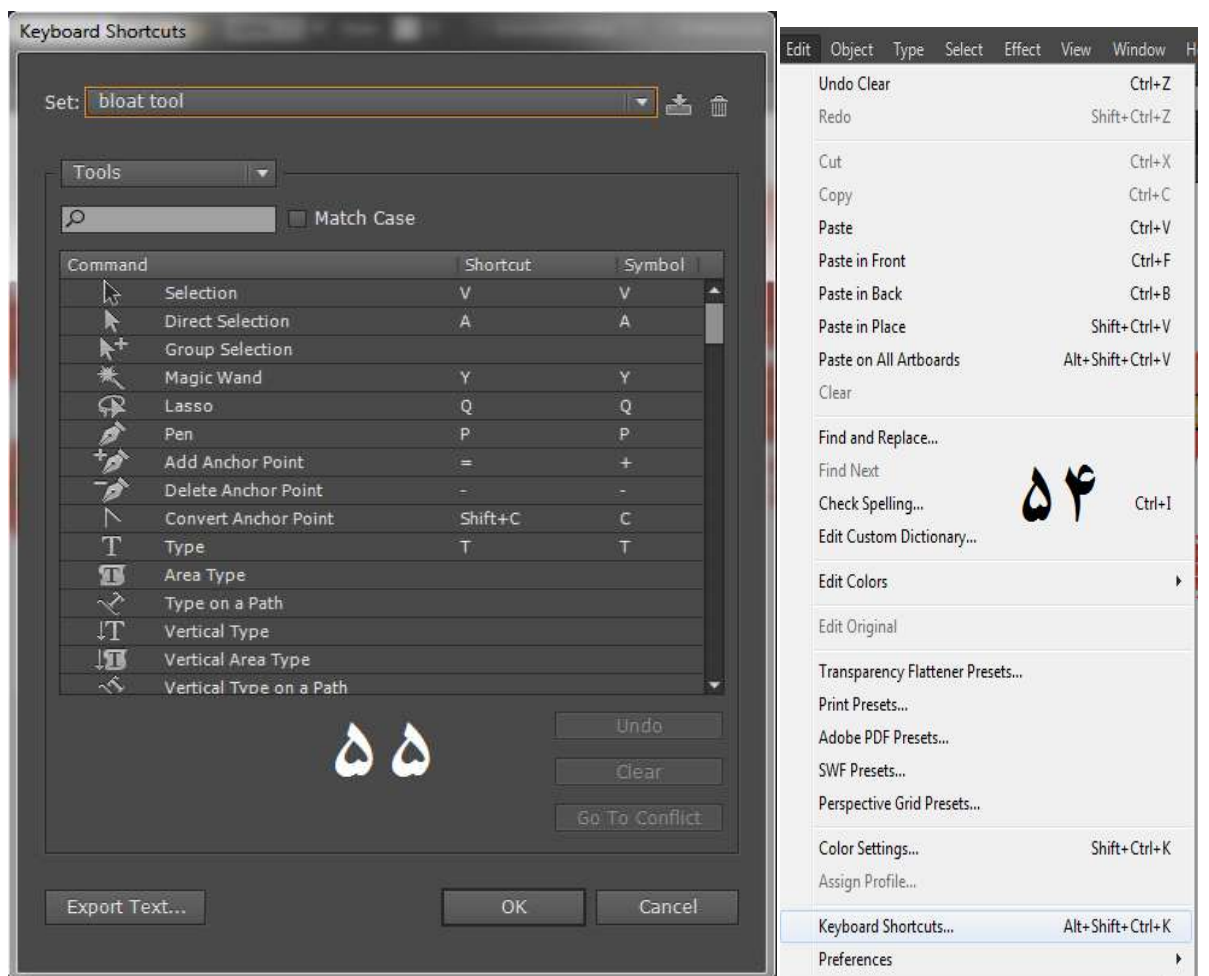 Keyboard Shortcuts
Set: bloat tool
Tools
Match Case
Command Shortcut Symbol
Selection V V
Direct Selection A A
Group Selection
Magic Wand Y Y
Lasso Q Q
Pen P P
Add Anchor Point = +
Delete Anchor Point - -
Convert Anchor Point Shift+C C
Type T T
Area Type
Type on a Path
Vertical Type
Vertical Area Type
Vertical Type on a Path
۵۵
Undo
Clear
Go To Conflict
Export Text...
OK
Cancel
Edit Object Type Select Effect View Window H
Undo Clear Ctrl+Z
Redo Shift+Ctrl+Z
Cut Ctrl+X
Copy Ctrl+C
Paste Ctrl+V
Paste in Front Ctrl+F
Paste in Back Ctrl+B
Paste in Place Shift+Ctrl+V
Paste on All Artboards Alt+Shift+Ctrl+V
Clear
Find and Replace...
Find Next
Check Spelling... Ctrl+I
۵۴
Edit Custom Dictionary...
Edit Colors
Edit Original
Transparency Flattener Presets...
Print Presets...
Adobe PDF Presets...
SWF Presets...
Perspective Grid Presets...
Color Settings... Shift+Ctrl+K
Assign Profile...
Keyboard Shortcuts... Alt+Shift+Ctrl+K
Preferences